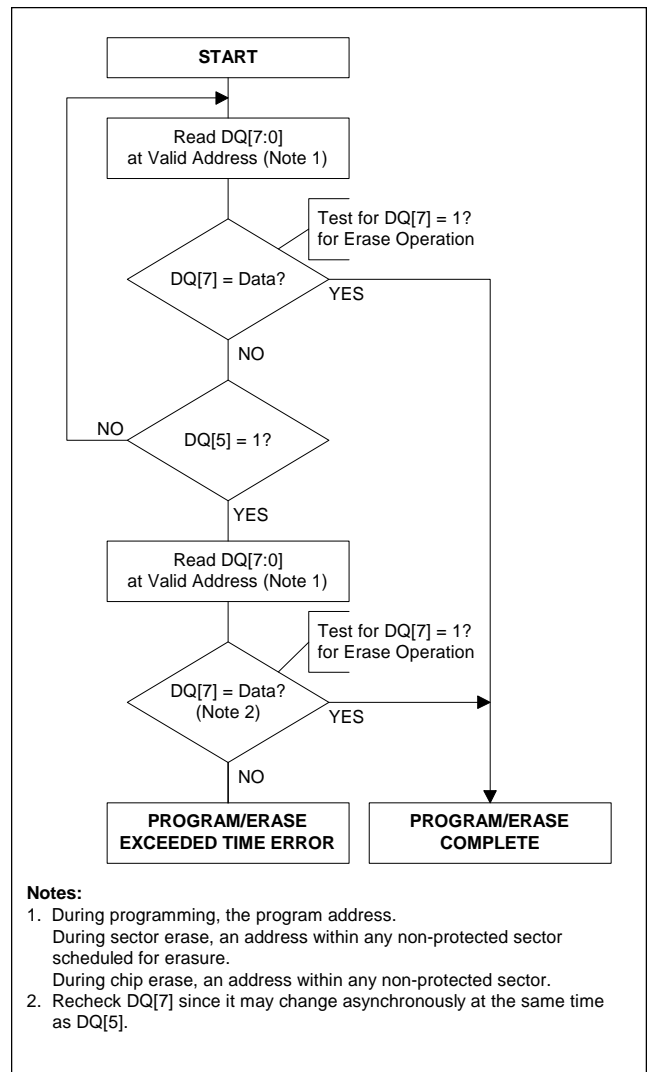 START
Read DQ[7:0]
at Valid Address (Note 1)
Test for DQ[7] = 1?
for Erase Operation
DQ[7] = Data?
YES
NO
NO
DQ[5] = 1?
YES
Read DQ[7:0]
at Valid Address (Note 1)
Test for DQ[7] = 1?
for Erase Operation
DQ[7] = Data?
(Note 2)
YES
NO
PROGRAM/ERASE
EXCEEDED TIME ERROR
PROGRAM/ERASE
COMPLETE
Notes:
1. During programming, the program address.
During sector erase, an address within any non-protected sector
scheduled for erasure.
During chip erase, an address within any non-protected sector.
2. Recheck DQ[7] since it may change asynchronously at the same time
as DQ[5].